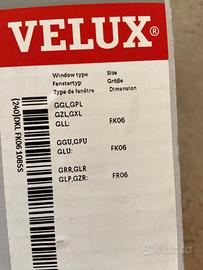 VELUX®
Window type Size
Fenstertyp Größe
Type de fenêtre Dimension
GGL,GPL
GZL,GXL
GLL: FK06
GGU,GPU
GLU: FK06
GRR,GLR
GLP,GZR: FR06
(240)DKL FK06 1085S